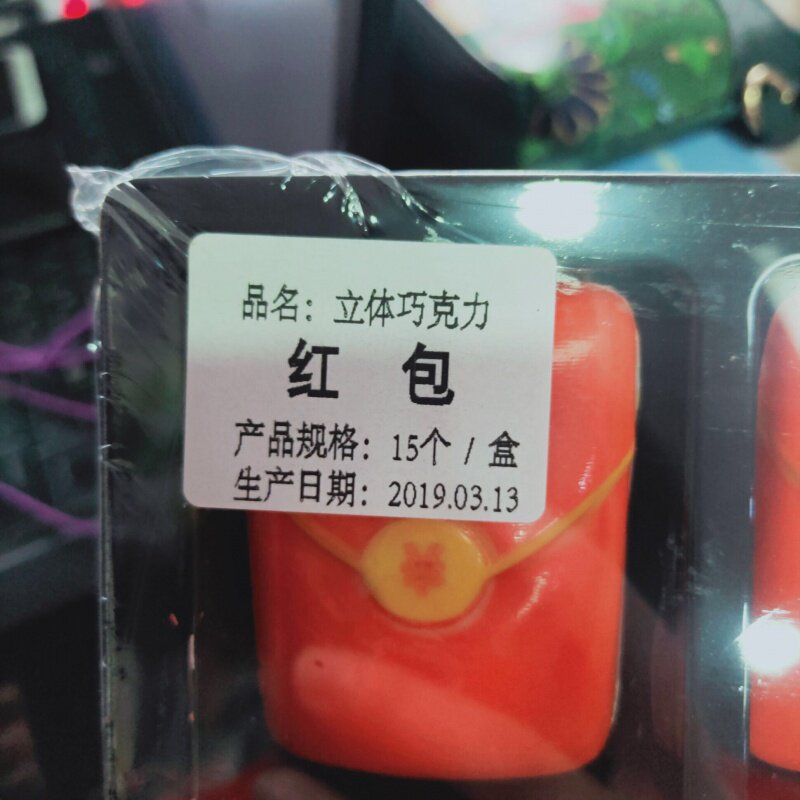 品名：立体巧克力
红 包
产品规格：15个 / 盒
生产日期：2019.03.13